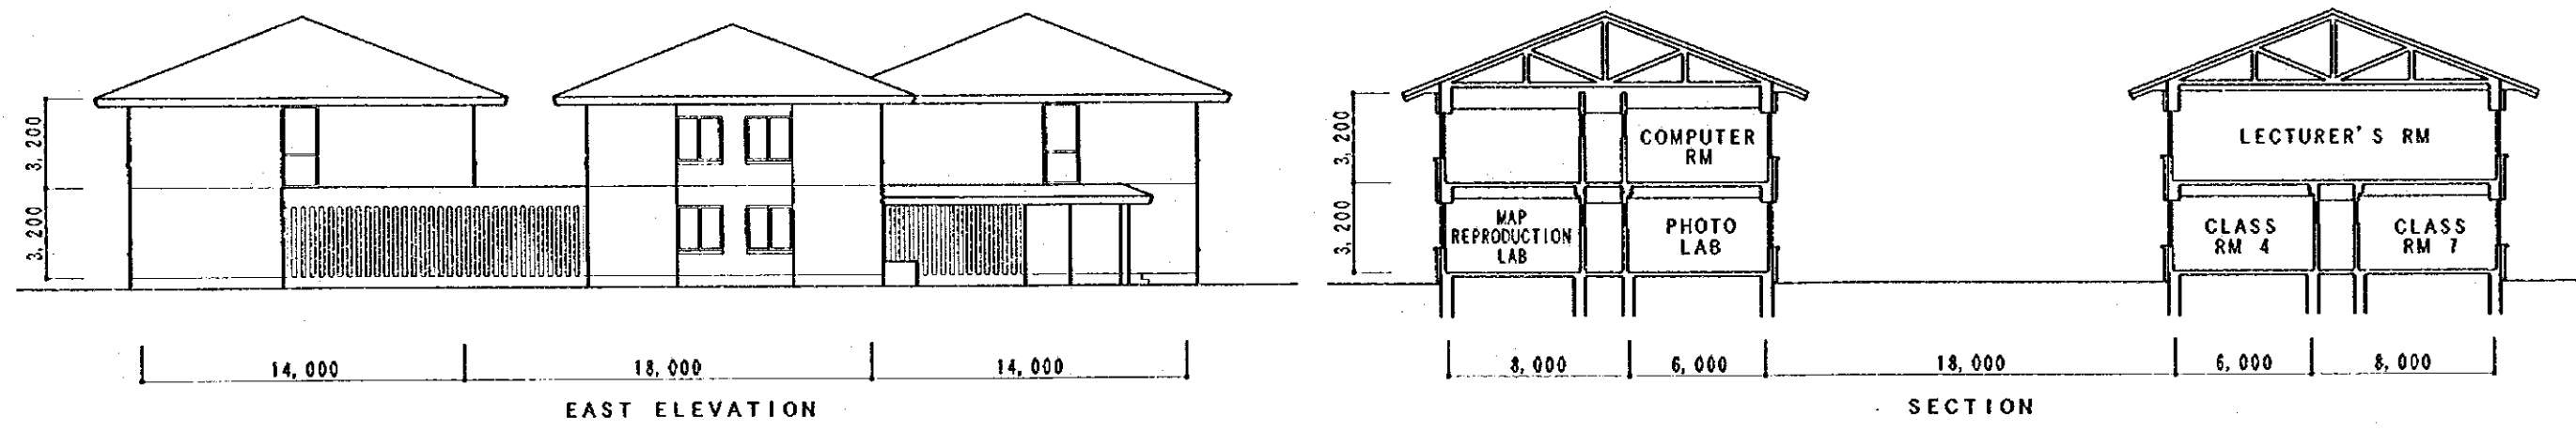 3, 200
3, 200
14, 000
18, 000
14, 000
EAST ELEVATION
3, 200
3, 200
COMPUTER
RM
LECTURER'S RM
MAP
REPRODUCTION
LAB
PHOTO
LAB
CLASS
RM 4
CLASS
RM 7
8, 000
6, 000
18, 000
6, 000
8, 000
SECTION